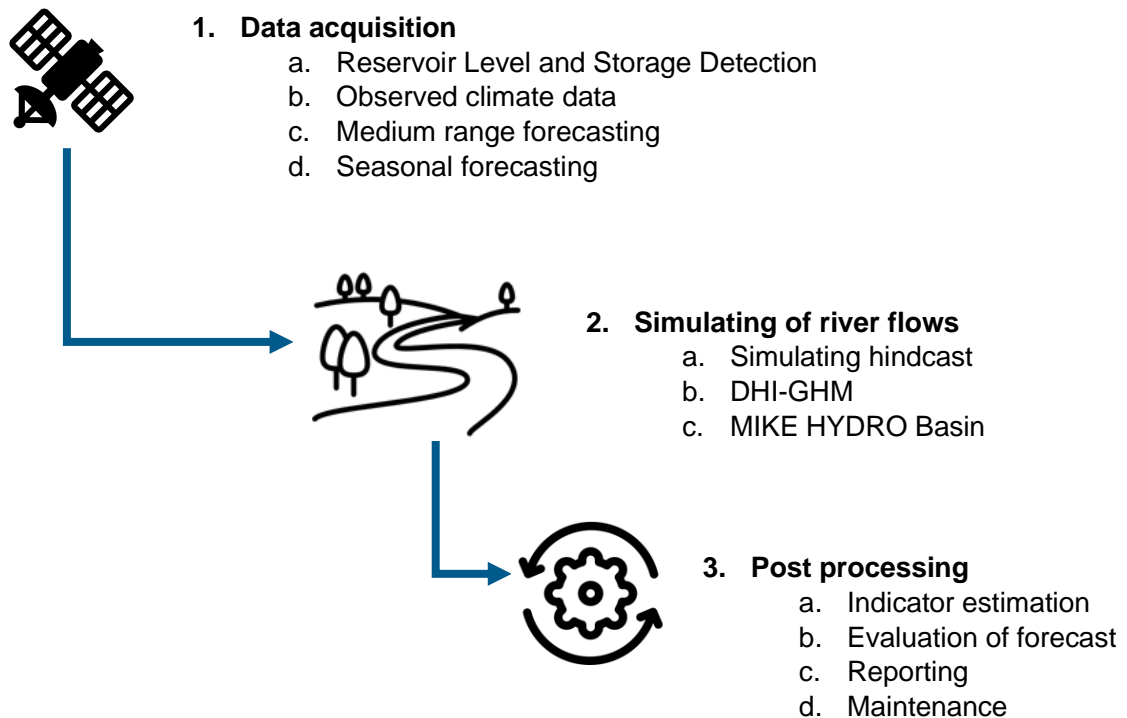 1. Data acquisition
a. Reservoir Level and Storage Detection
b. Observed climate data
c. Medium range forecasting
d. Seasonal forecasting
2. Simulating of river flows
a. Simulating hindcast
b. DHI-GHM
c. MIKE HYDRO Basin
3. Post processing
a. Indicator estimation
b. Evaluation of forecast
c. Reporting
d. Maintenance